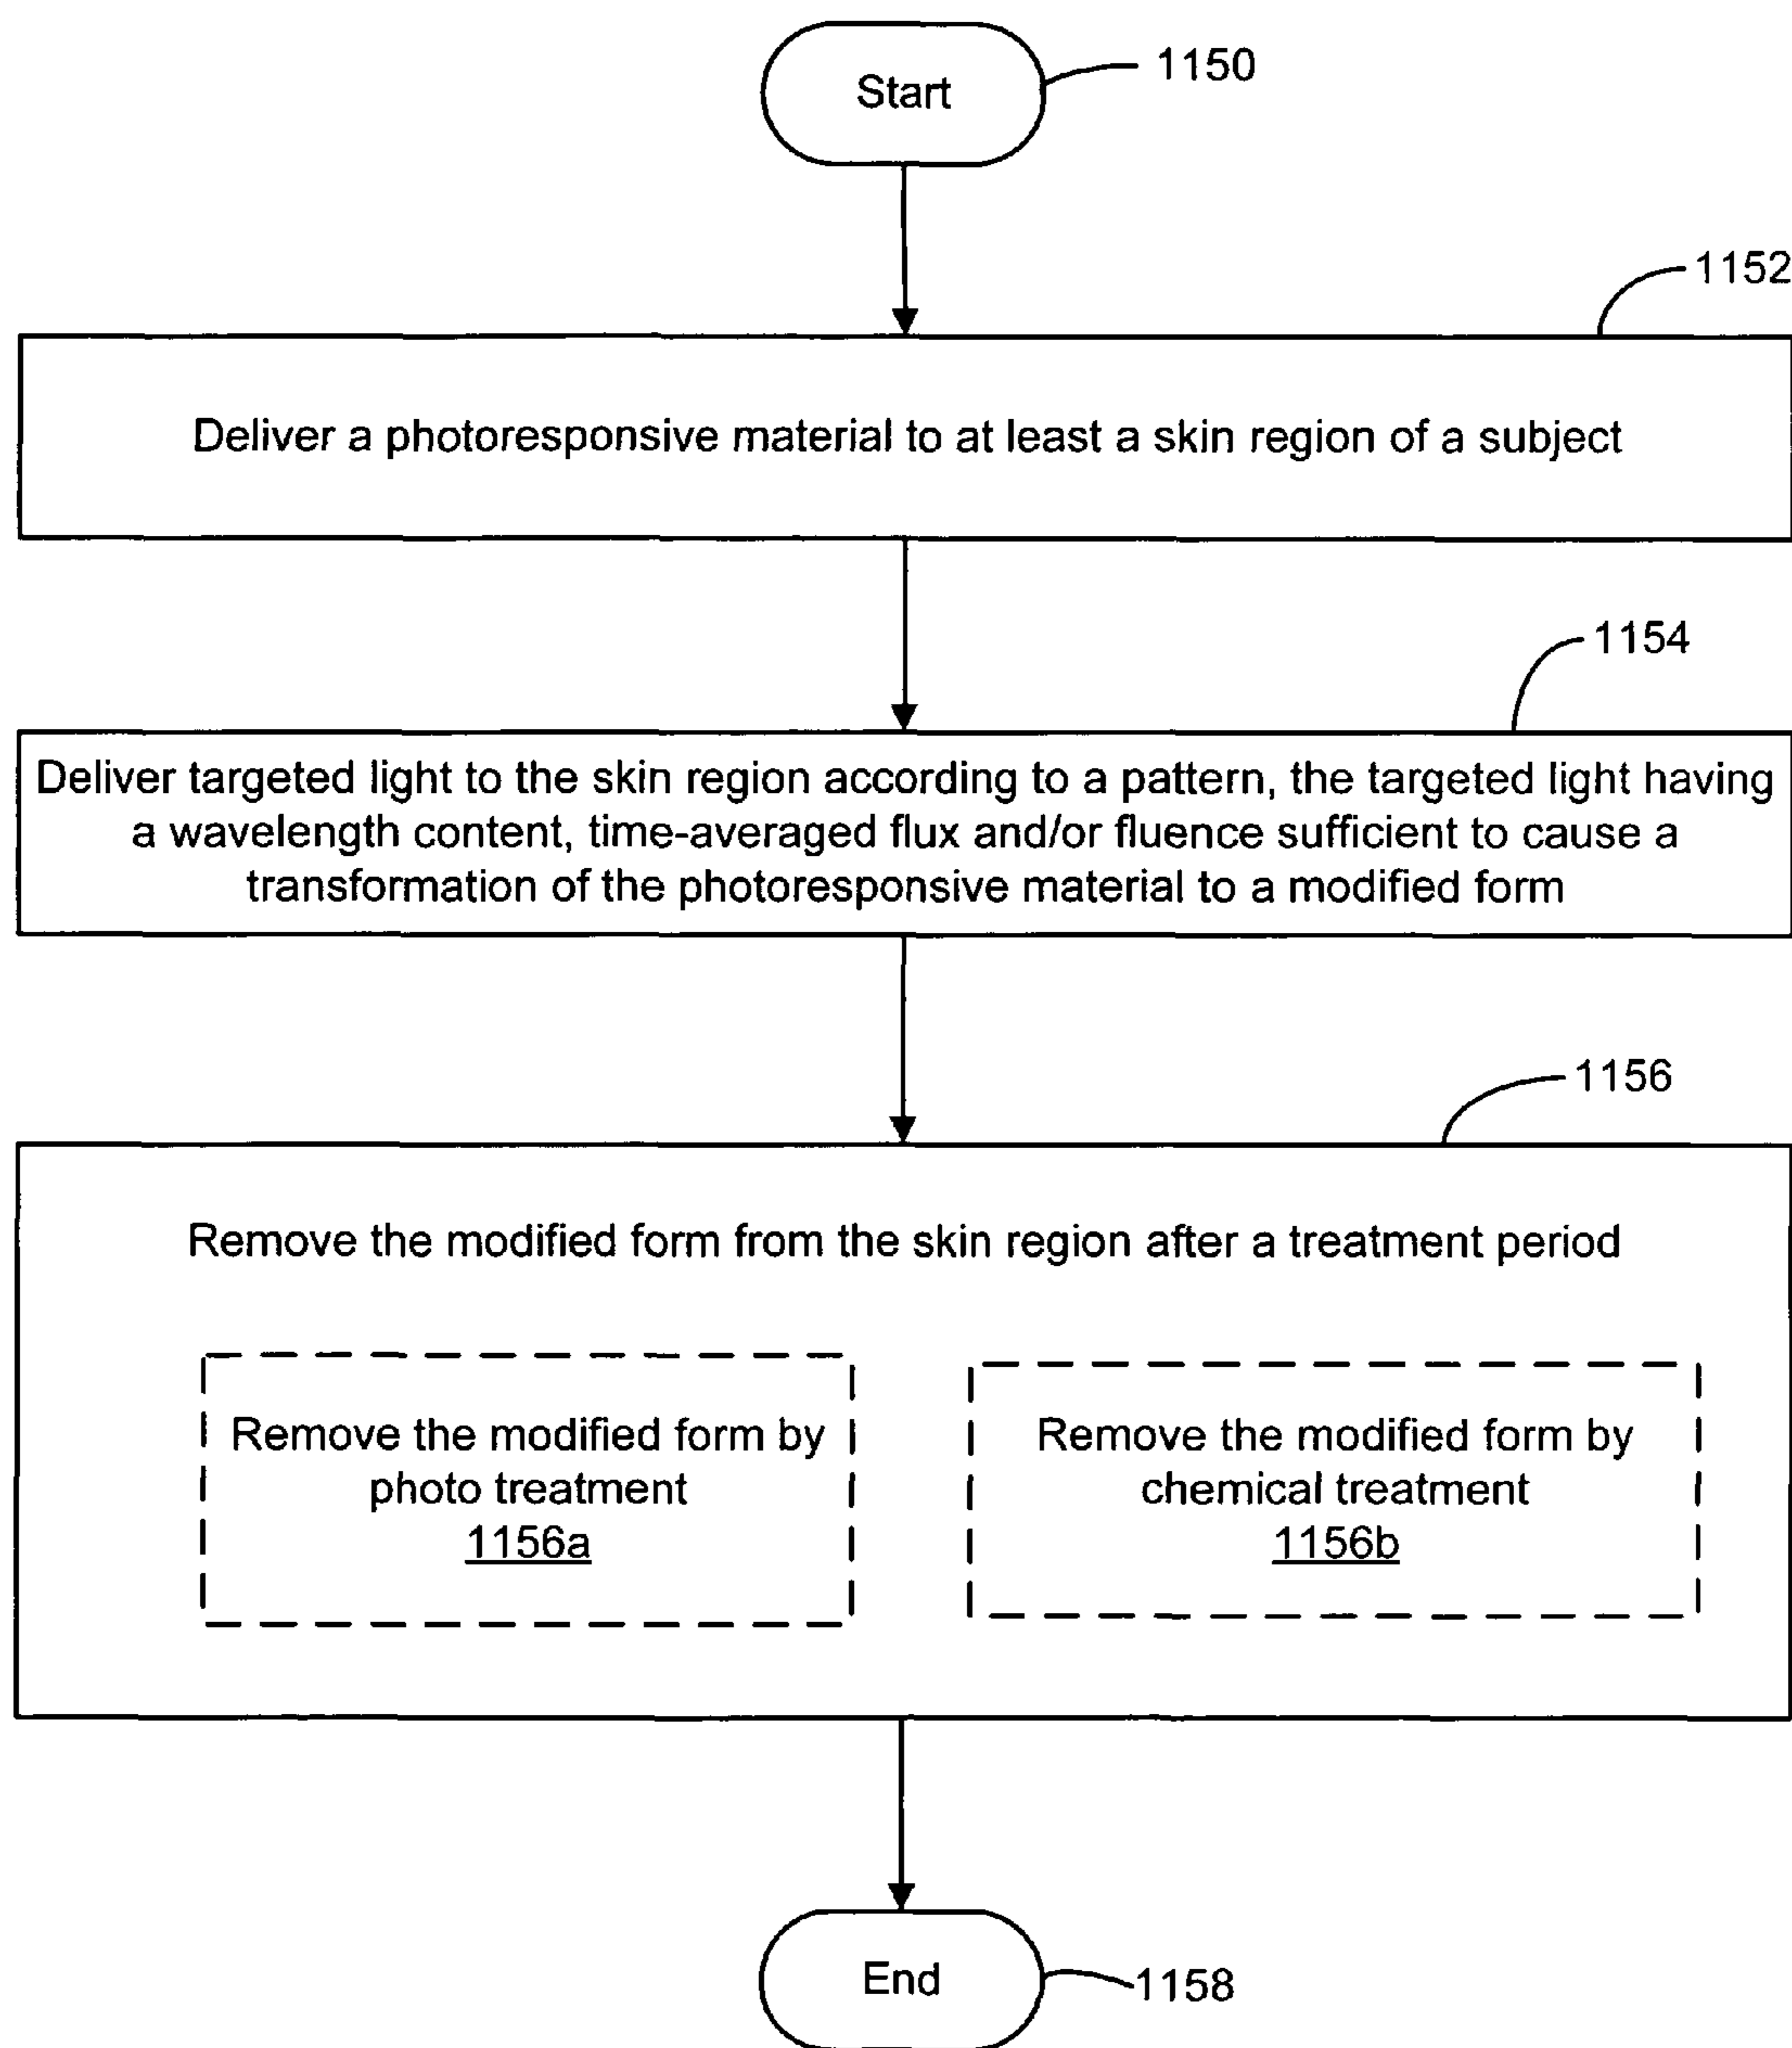 Start
1150
1152
Deliver a photoresponsive material to at least a skin region of a subject
1154
Deliver targeted light to the skin region according to a pattern, the targeted light having
a wavelength content, time-averaged flux and/or fluence sufficient to cause a
transformation of the photoresponsive material to a modified form
1156
Remove the modified form from the skin region after a treatment period
Remove the modified form by
photo treatment
1156a
Remove the modified form by
chemical treatment
1156b
End
1158